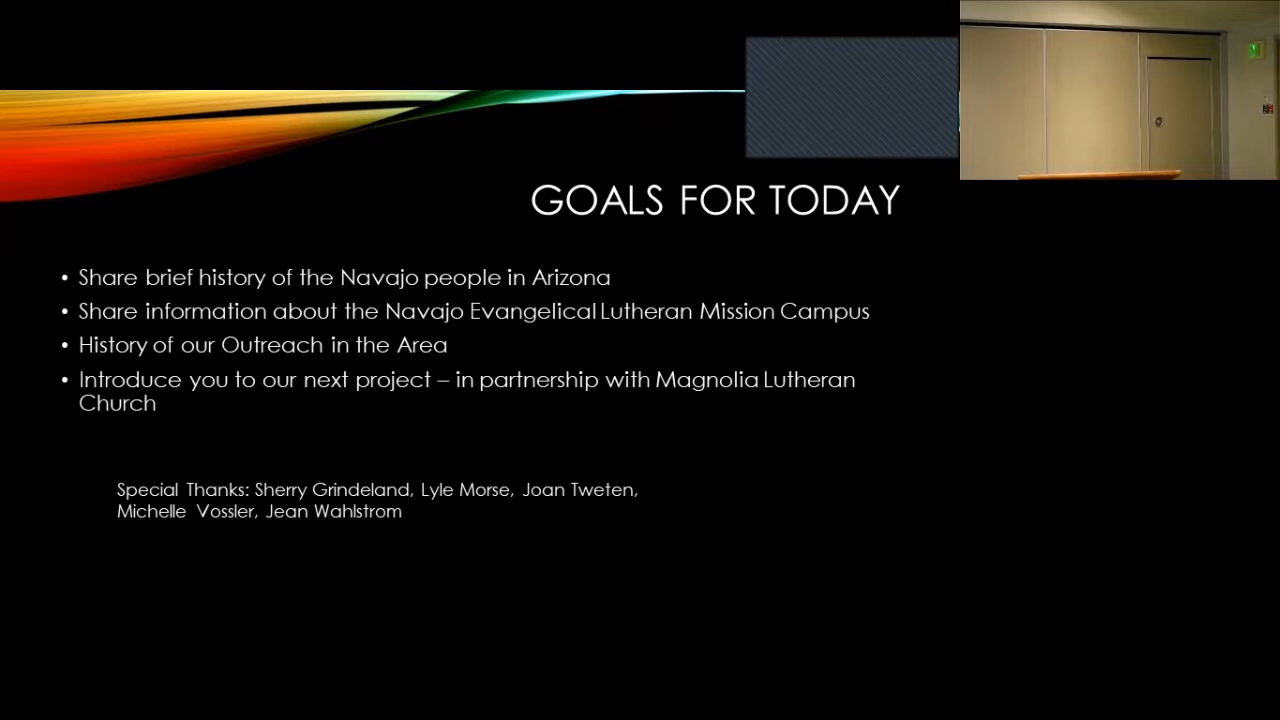 GOALS FOR TODAY
• Share brief history of the Navajo people in Arizona
• Share information about the Navajo Evangelical Lutheran Mission Campus
• History of our Outreach in the Area
• Introduce you to our next project – in partnership with Magnolia Lutheran
Church
Special Thanks: Sherry Grindeland, Lyle Morse, Joan Tweten,
Michelle Vossler, Jean Wahlstrom